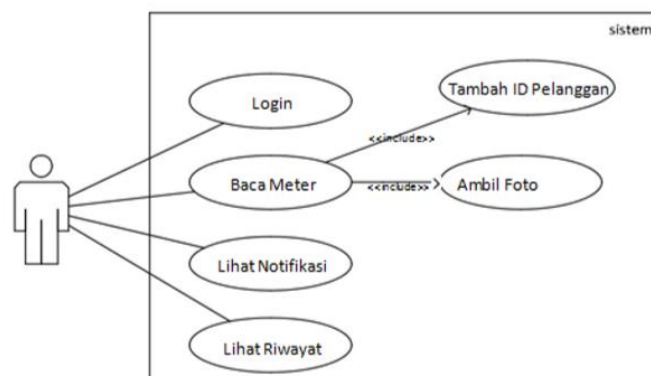 sistem
Tambah ID Pelanggan
Login
<<include>>
Baca Meter
<<include>>
Ambil Foto
Lihat Notifikasi
Lihat Riwayat